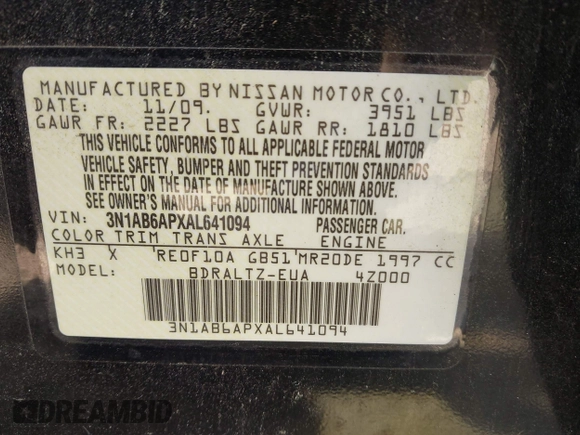 MANUFACTURED BY NISSAN MOTOR CO., LTD.
DATE: 11/09. GVWR: 3951 LBS
GAWR FR: 2227 LBS GAWR RR: 1810 LBS
THIS VEHICLE CONFORMS TO ALL APPLICABLE FEDERAL MOTOR
VEHICLE SAFETY, BUMPER AND THEFT PREVENTION STANDARDS
IN EFFECT ON THE DATE OF MANUFACTURE SHOWN ABOVE.
SEE OWNER'S MANUAL FOR ADDITIONAL INFORMATION.
VIN: 3N1AB6APXAL641094 PASSENGER CAR.
COLOR TRIM TRANS AXLE ENGINE
KH3 X RE0F10A GB51 MR20DE 1997 CC
MODEL: BDRALTZ-EUA 4Z000
3N1AB6APXAL641094
DREAMBID